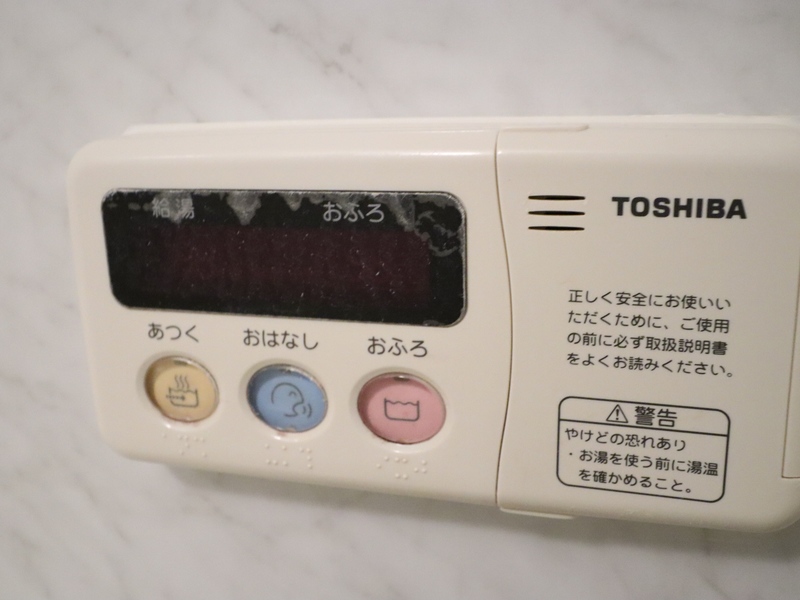 給湯 おふろ
あつく おはなし おふろ
TOSHIBA
正しく安全にお使いい
ただくために、ご使用
の前に必ず取扱説明書
をよくお読みください。
⚠警告
やけどの恐れあり
・お湯を使う前に湯温
を確かめること。